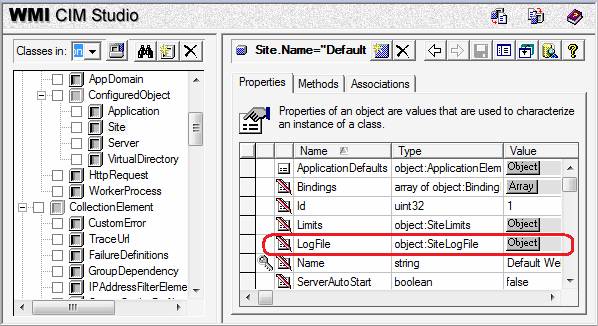 WMI CIM Studio
Classes in: on
AppDomain
ConfiguredObject
Application
Site
Server
VirtualDirectory
HttpRequest
WorkerProcess
CollectionElement
CustomError
TraceUrl
FailureDefinitions
GroupDependency
IPAddressFilterEleme
Site.Name="Default
Properties Methods Associations
Properties of an object are values that are used to characterize
an instance of a class.
Name Type Value
ApplicationDefaults object:ApplicationElem Object
Bindings array of object:Binding Array
Id uint32 1
Limits object:SiteLimits Object
LogFile object:SiteLogFile Object
Name string Default We
ServerAutoStart boolean false